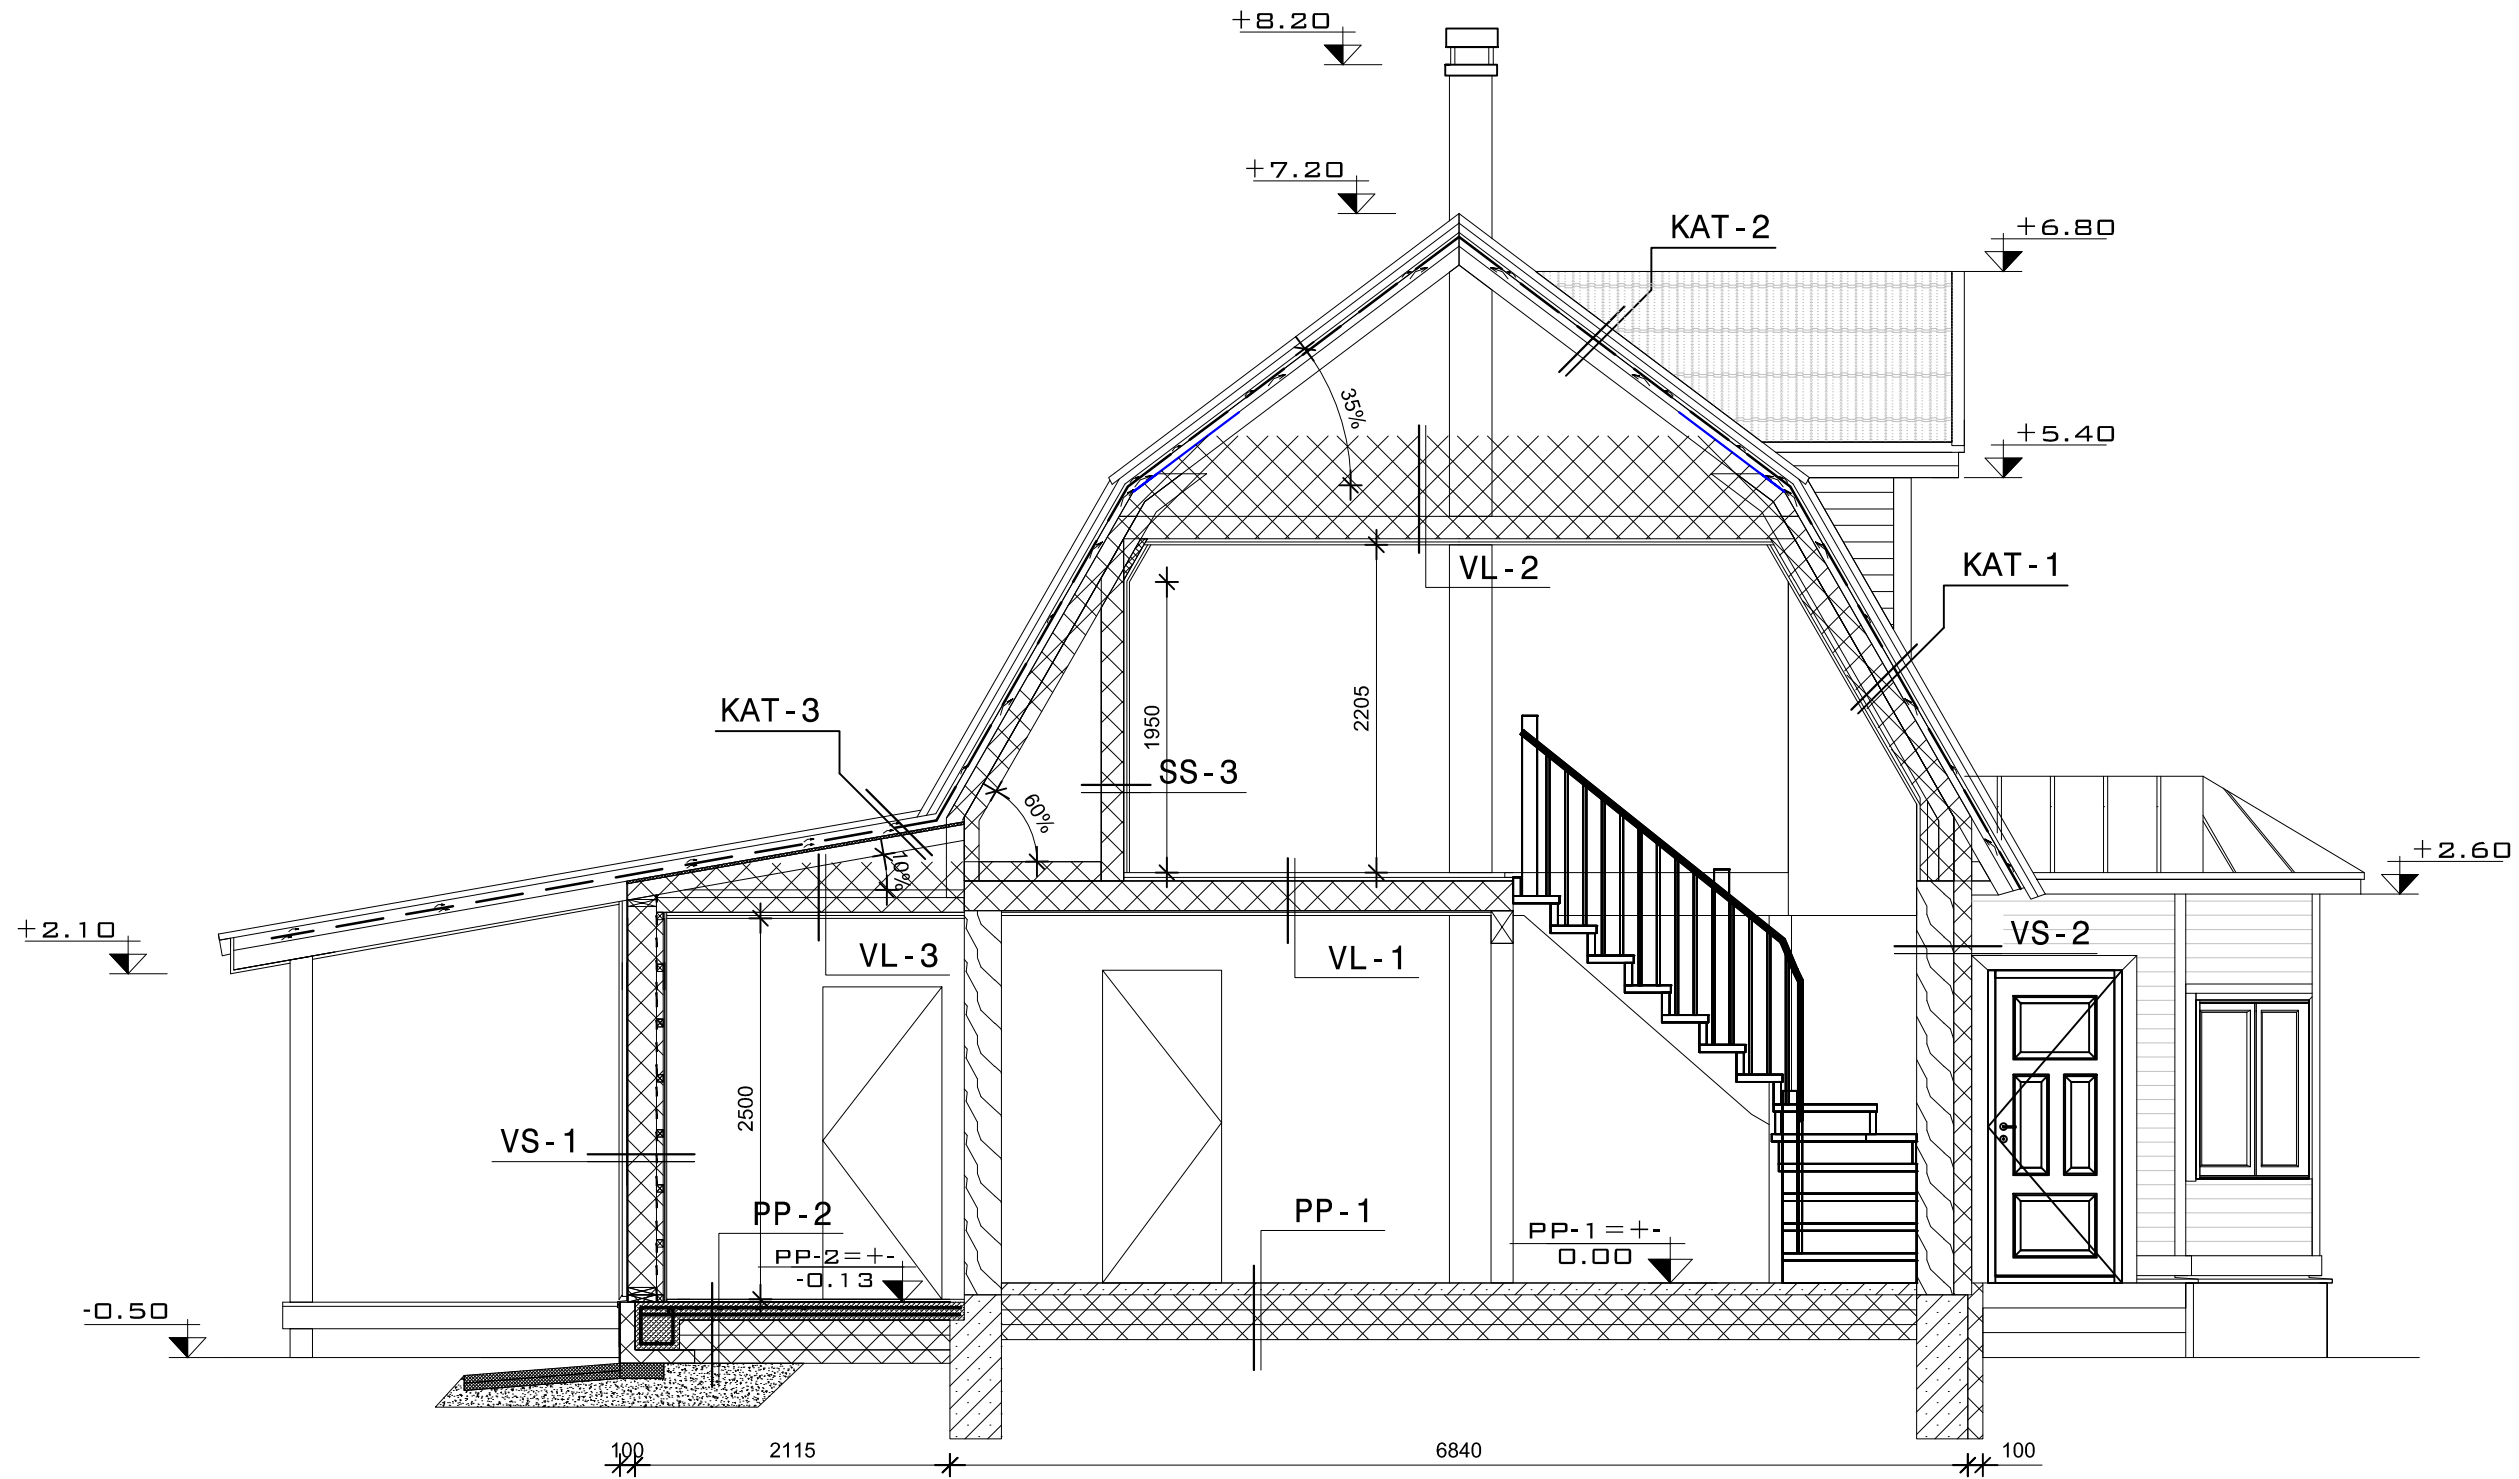 +8.20
+7.20
KAT-2
+6.80
35%
+5.40
VL-2
KAT-1
KAT-3
1950
2205
SS-3
60%
10%
+2.60
+2.10
VL-3
VL-1
VS-2
2500
VS-1
PP-2
PP-1
PP-2=+-
-0.13
PP-1=+-
0.00
-0.50
100
2115
6840
100